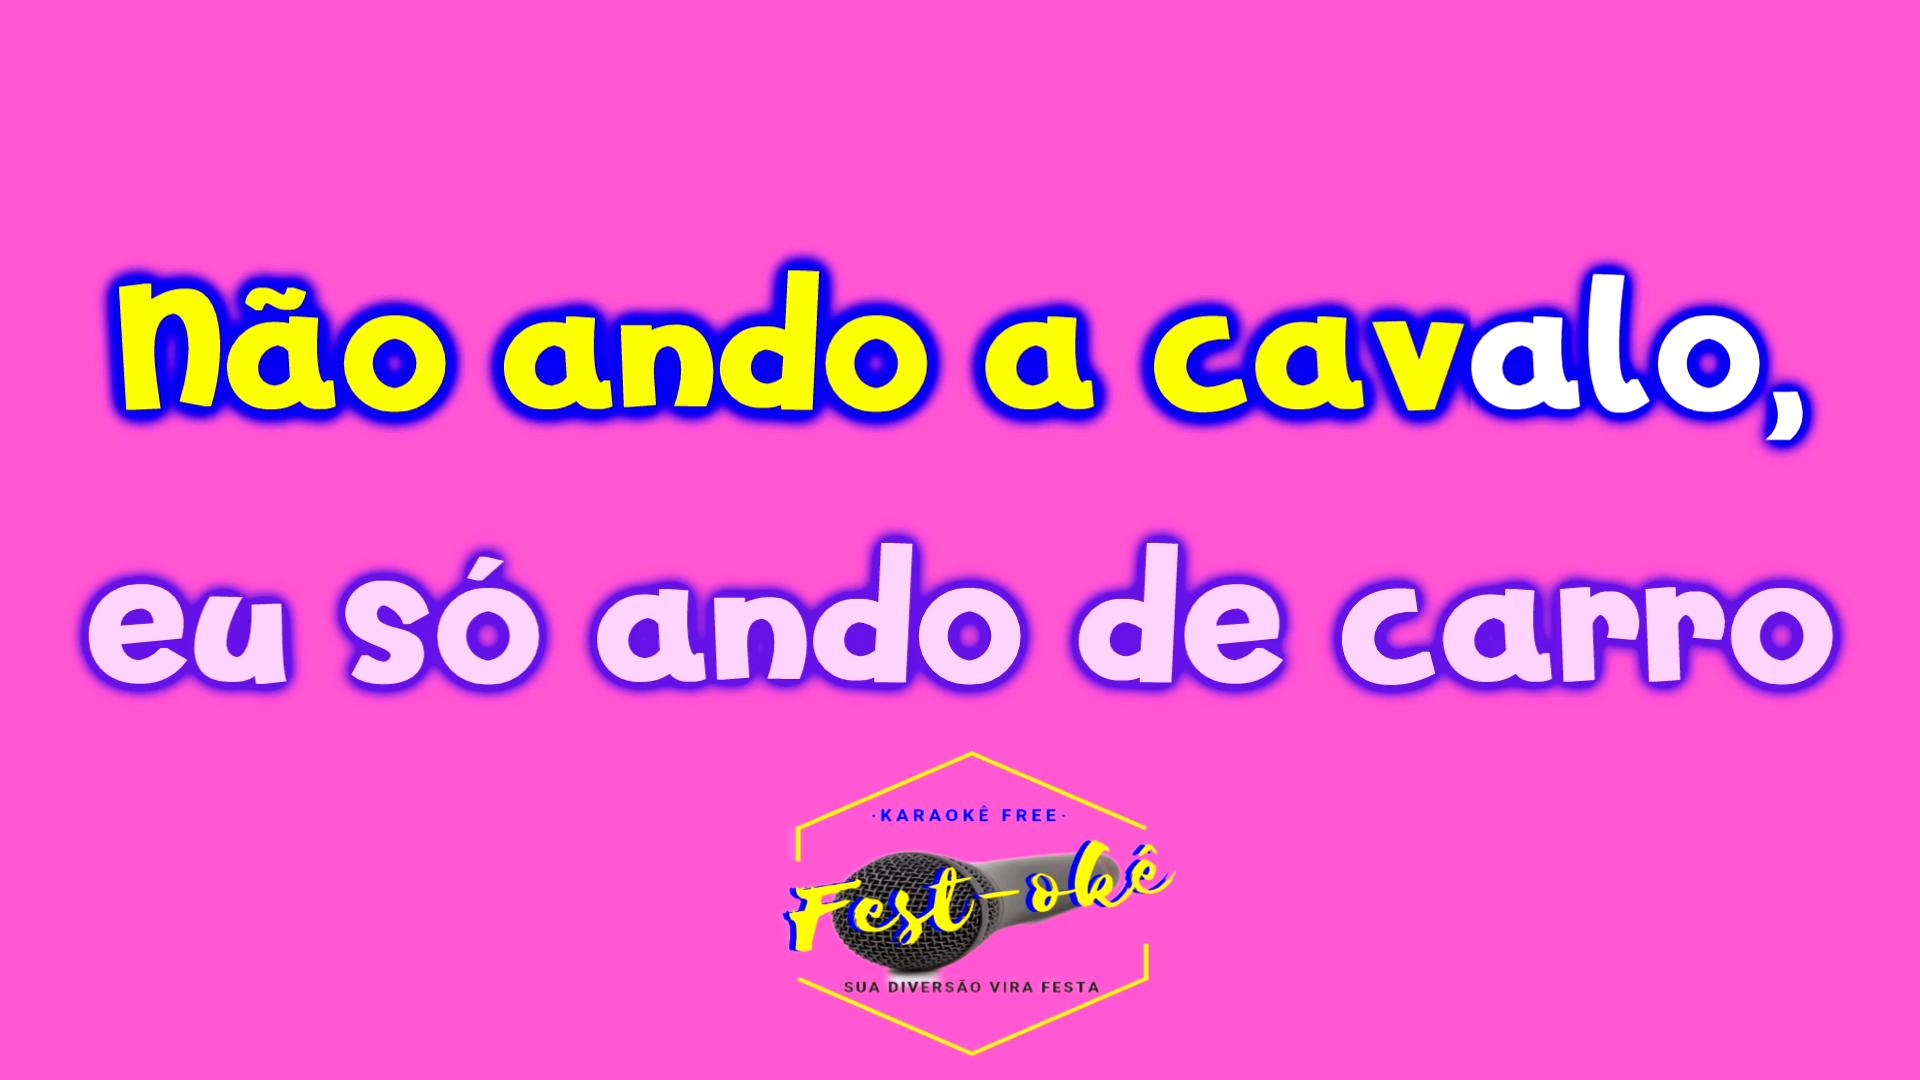 Não ando a cavalo,
eu só ando de carro
·KARAOKÊ FREE·
Fest-okê
SUA DIVERSÃO VIRA FESTA